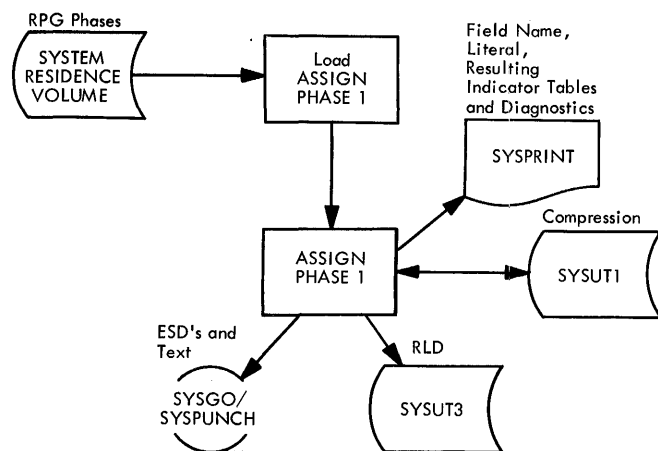 RPG Phases
SYSTEM
RESIDENCE
VOLUME
Load
ASSIGN
PHASE 1
Field Name,
Literal,
Resulting
Indicator Tables
and Diagnostics
SYSPRINT
ASSIGN
PHASE 1
Compression
SYSUT1
ESD's and
Text
SYSGO/
SYSPUNCH
RLD
SYSUT3